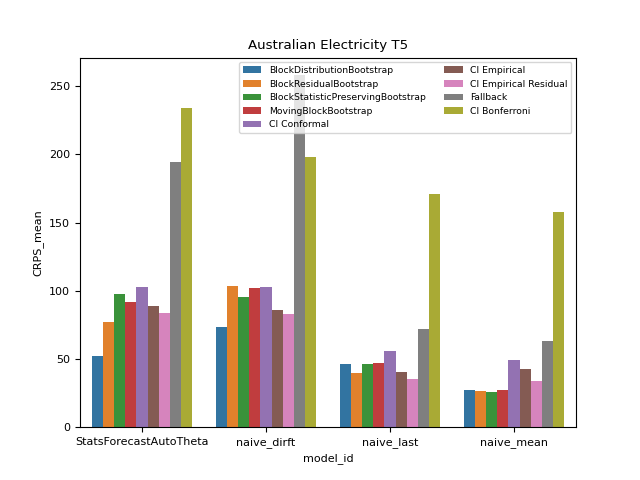 Australian Electricity T5
BlockDistributionBootstrap
BlockResidualBootstrap
BlockStatisticPreservingBootstrap
MovingBlockBootstrap
CI Conformal
CI Empirical
CI Empirical Residual
Fallback
CI Bonferroni
CRPS_mean
250
200
150
100
50
0
StatsForecastAutoTheta
naive_dirft
naive_last
naive_mean
model_id